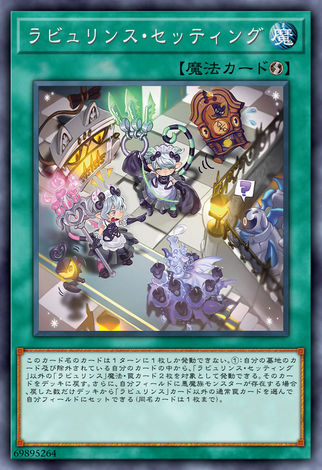 ラビュリンス・セッティング 魔
【魔法カード】
?
このカード名のカードは１ターンに１枚しか発動できない。①：自分の墓地のカー
ド及び除外されている自分のカードの中から、「ラビュリンス・セッティング」
以外の「ラビュリンス」魔法・罠カード２枚を対象として発動できる。そのカー
ドをデッキに戻す。さらに、自分フィールドに悪魔族モンスターが存在する場合、
戻した数だけデッキから「ラビュリンス」カード以外の通常罠カードを選んで
自分フィールドにセットできる（同名カードは１枚まで）。
69895264